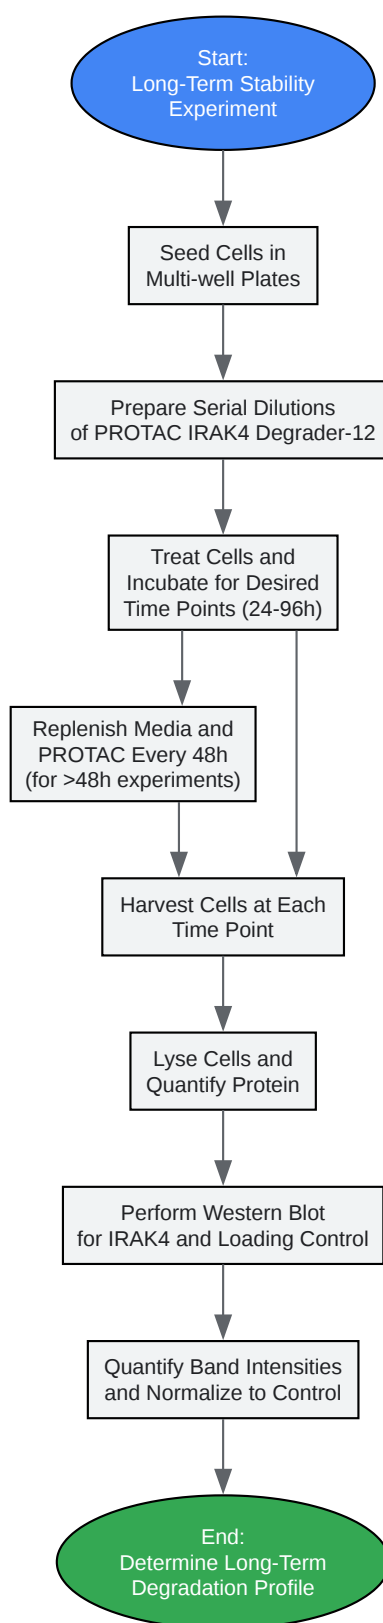 Start:
Long-Term Stability
Experiment
Seed Cells in
Multi-well Plates
Prepare Serial Dilutions
of PROTAC IRAK4 Degrader-12
Treat Cells and
Incubate for Desired
Time Points (24-96h)
Replenish Media and
PROTAC Every 48h
(for >48h experiments)
Harvest Cells at Each
Time Point
Lyse Cells and
Quantify Protein
Perform Western Blot
for IRAK4 and Loading Control
Quantify Band Intensities
and Normalize to Control
End:
Determine Long-Term
Degradation Profile